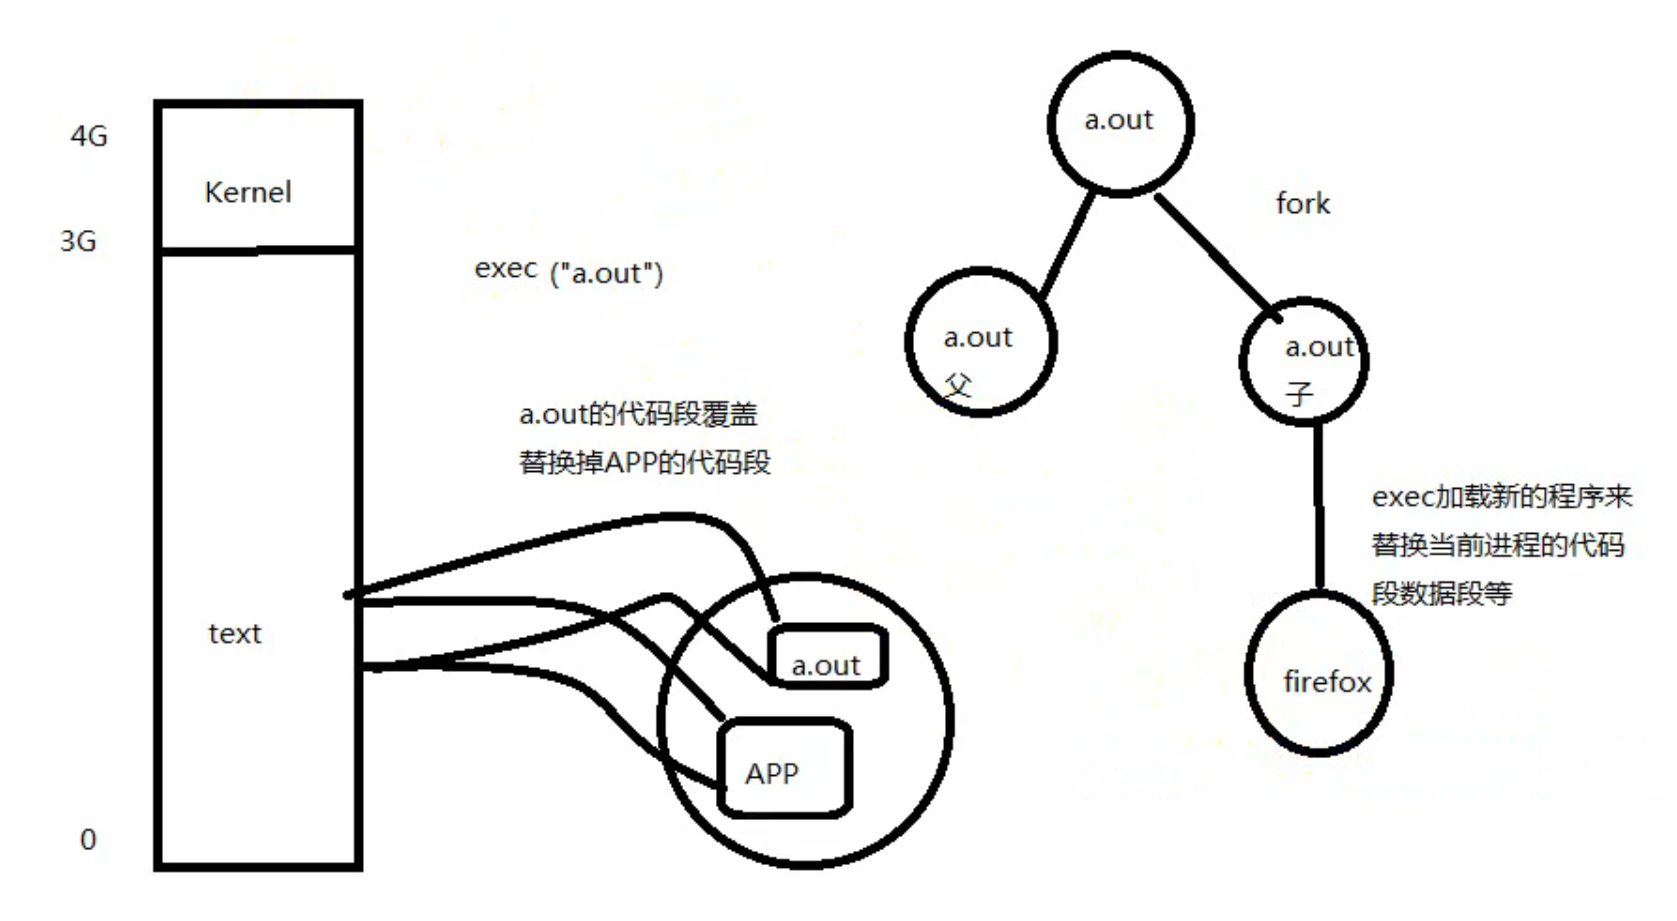 4G
Kernel
3G
exec ("a.out")
a.out的代码段覆盖
替换掉APP的代码段
text
a.out
APP
0
a.out
fork
a.out
父
a.out
子
exec加载新的程序来
替换当前进程的代码
段数据段等
firefox